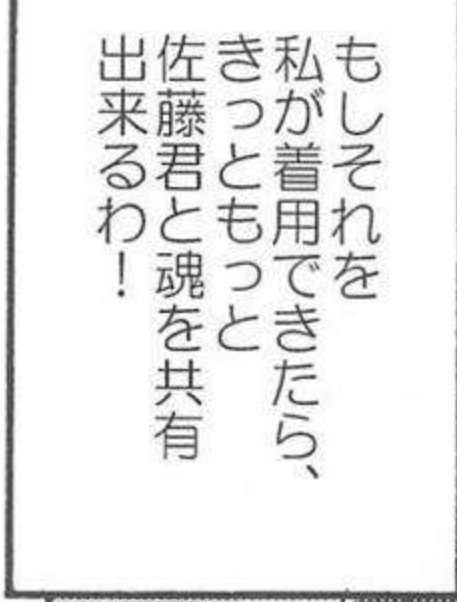 もしそれを
私が着用できたら、
きっともっと
佐藤君と魂を共有
出来るわ！